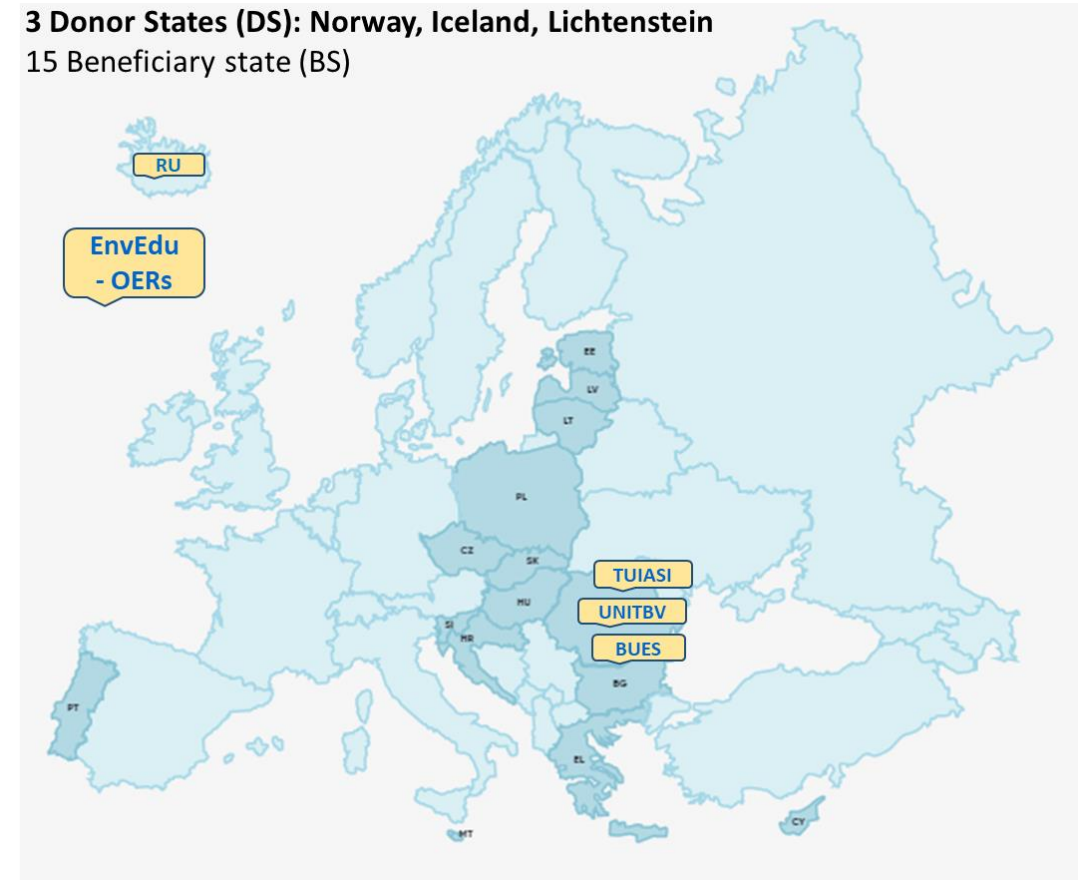 3 Donor States (DS): Norway, Iceland, Lichtenstein
15 Beneficiary state (BS)
RU
EnvEdu
- OERs
EE
LV
LT
PL
CZ
SK
TUIASI
HU
UNITBV
SI
HR
BUES
BG
PT
EL
CY
MT